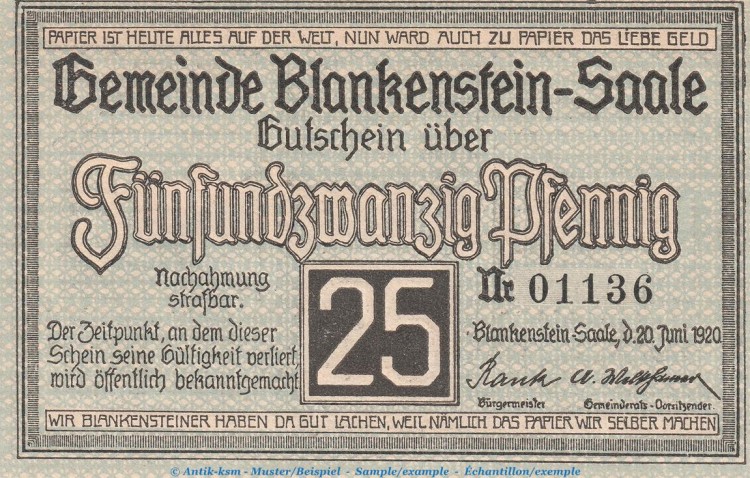 PAPIER IST HEUTE ALLES AUF DER WELT, NUN WARD AUCH ZU PAPIER DAS LIEBE GELD
Gemeinde Blankenstein-Saale
Gutschein über
Fünfundzwanzig Pfennig
Nachahmung
strafbar.
25
Nr 01136
Der Zeitpunkt, an dem dieser
Schein seine Gültigkeit verliert,
wird öffentlich bekanntgemacht
Blankenstein-Saale, d. 20. Juni 1920.
Rank
Bürgermeister
Gemeinderats-Vorsitzender.
WIR BLANKENSTEINER HABEN DA GUT LACHEN, WEIL NÄMLICH DAS PAPIER WIR SELBER MACHEN
© Antik-ksm - Muster/Beispiel - Sample/example - Échantillon/exemple